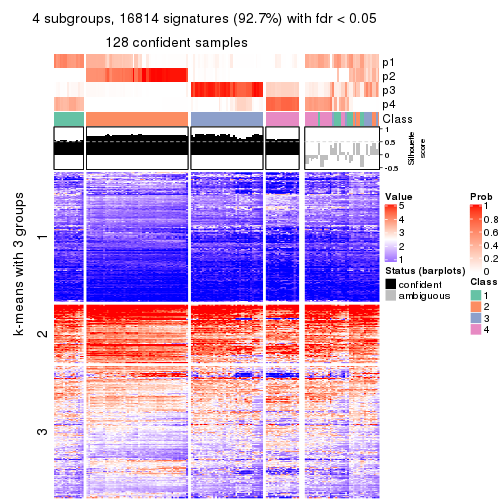 4 subgroups, 16814 signatures (92.7%) with fdr < 0.05
128 confident samples
p1
p2
p3
p4
Class
1
0.5
0
-0.5
Silhouette
score
k-means with 3 groups
1
2
3
Value
5
4
3
2
1
Status (barplots)
confident
ambiguous
Prob
1
0.8
0.6
0.4
0.2
0
Class
1
2
3
4